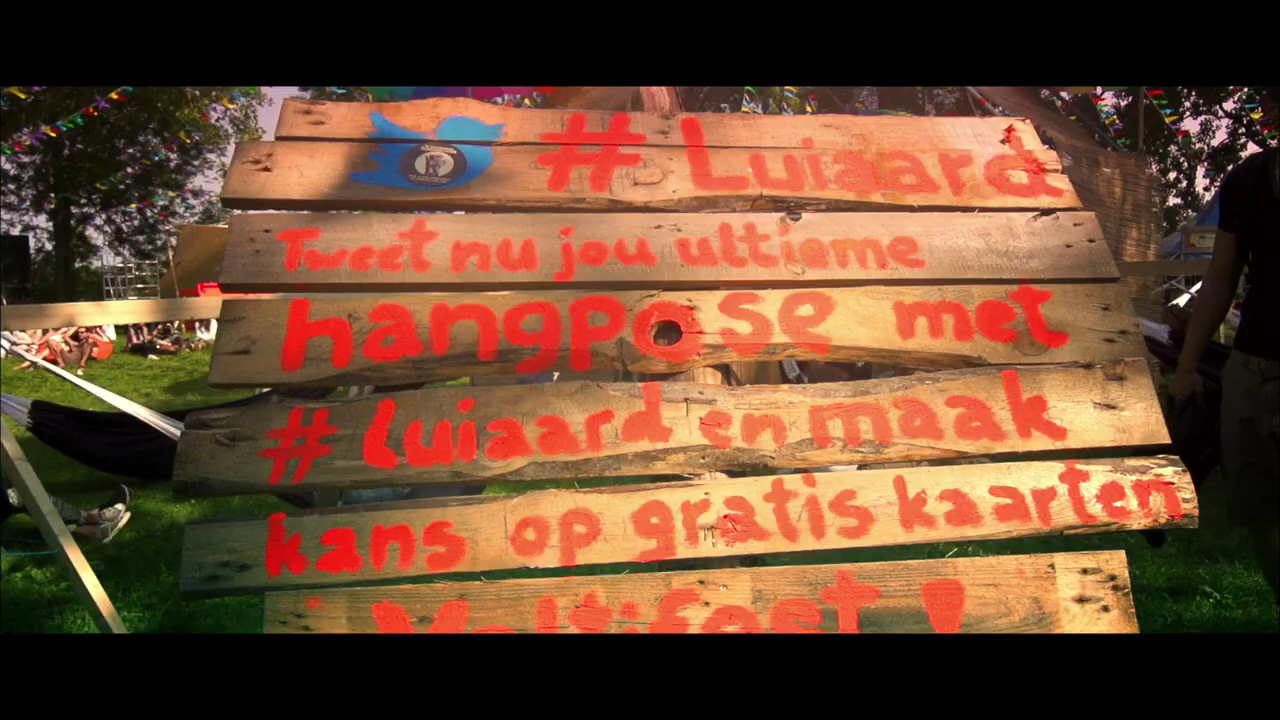 # Luiaard
Tweet nu jou ultieme
hangpose met
# luiaard en maak
kans op gratis kaarten